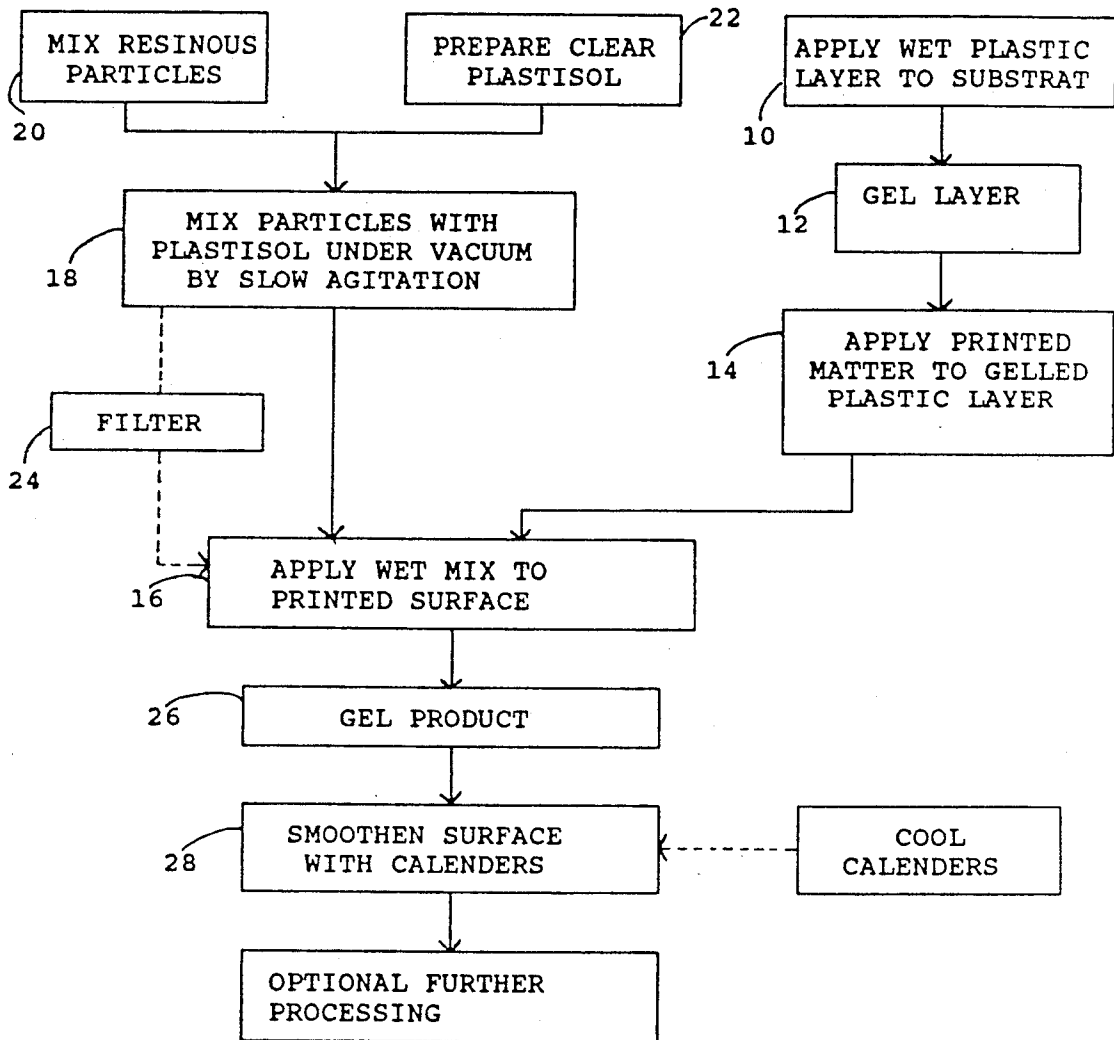 MIX RESINOUS
PARTICLES
20
PREPARE CLEAR
PLASTISOL
22
APPLY WET PLASTIC
LAYER TO SUBSTRAT
10
MIX PARTICLES WITH
PLASTISOL UNDER VACUUM
BY SLOW AGITATION
18
GEL LAYER
12
APPLY PRINTED
MATTER TO GELLED
PLASTIC LAYER
14
FILTER
24
APPLY WET MIX TO
PRINTED SURFACE
16
GEL PRODUCT
26
SMOOTHEN SURFACE
WITH CALENDERS
28
COOL
CALENDERS
OPTIONAL FURTHER
PROCESSING